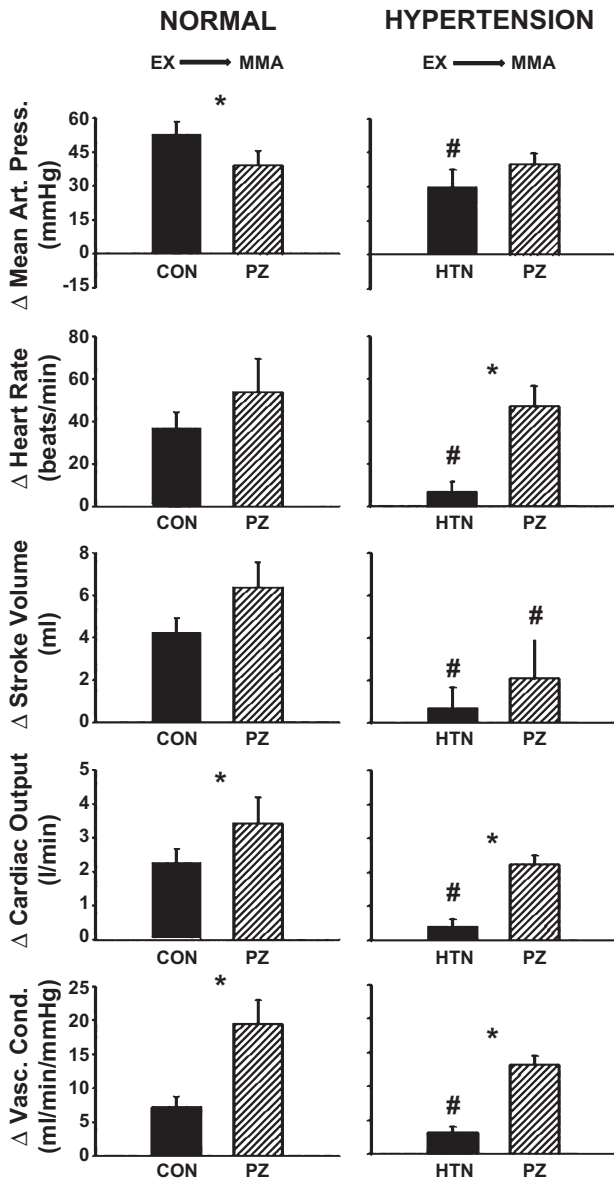 NORMAL HYPERTENSION
EX MMA EX MMA
Δ Mean Art. Press.
(mmHg)
60
45
30
15
0
-15
*
#
CON PZ HTN PZ
Δ Heart Rate
(beats/min)
80
60
40
20
0
*
#
CON PZ HTN PZ
Δ Stroke Volume
(ml)
8
6
4
2
0
# #
CON PZ HTN PZ
Δ Cardiac Output
(l/min)
5
4
3
2
1
0
* *
#
CON PZ HTN PZ
Δ Vasc. Cond.
(ml/min/mmHg)
25
20
15
10
5
0
* *
#
CON PZ HTN PZ